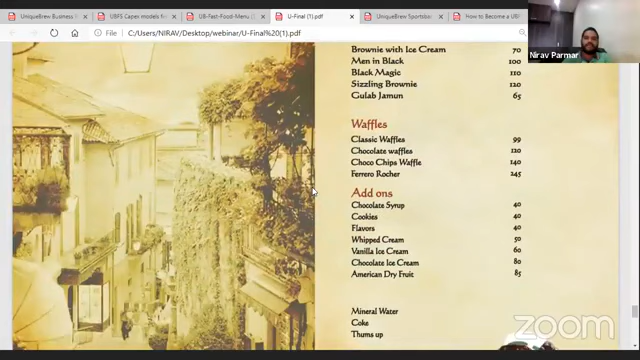 UniqueBrew Business
UBFS Capex models fo
UB-Fast-Food-Menu
U-Final (1).pdf
UniqueBrew Sportsba
How to Become a UBF
File C:/Users/NIRAV/Desktop/webinar/U-Final%20(1).pdf
Nirav Parmar
Brownie with Ice Cream 70
Men in Black 100
Black Magic 110
Sizzling Brownie 120
Gulab Jamun 65
Waffles
Classic Waffles 99
Chocolate waffles 120
Choco Chips Waffle 140
Ferrero Rocher 245
Add ons
Chocolate Syrup 40
Cookies 40
Flavors 40
Whipped Cream 50
Vanilla Ice Cream 60
Chocolate Ice Cream 80
American Dry Fruit 85
Mineral Water
Coke
Thums up
zoom